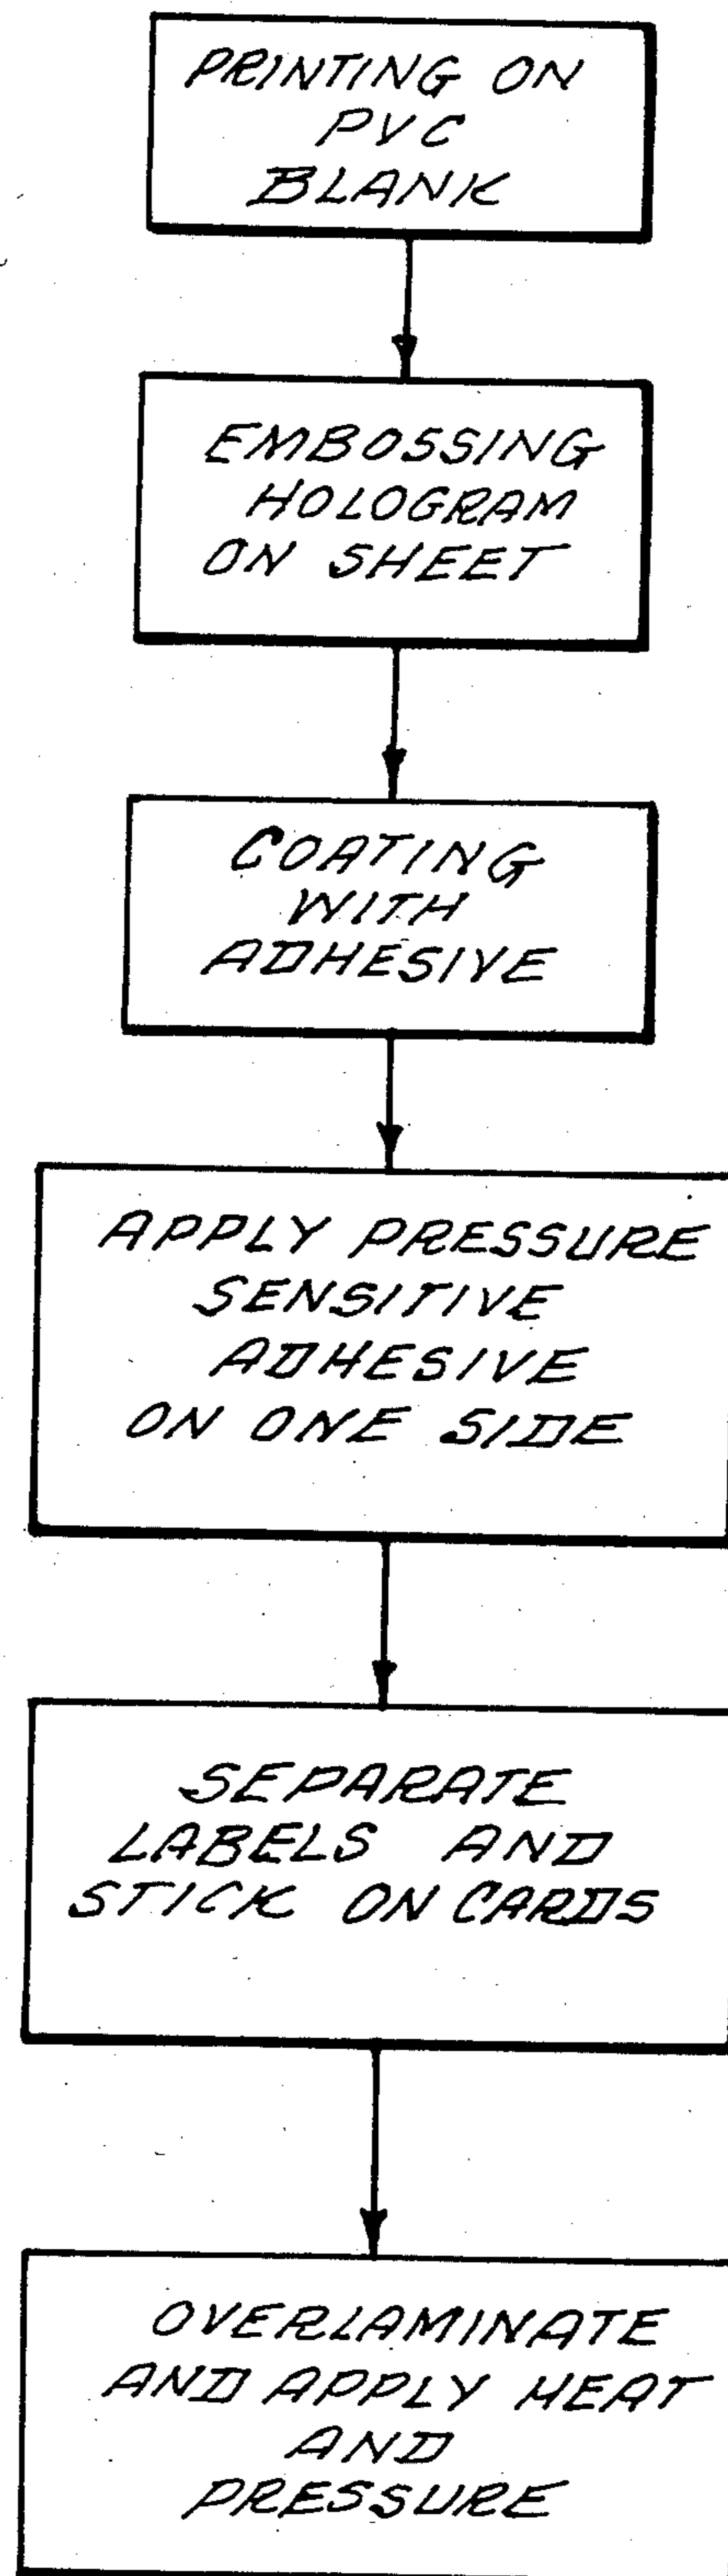 PRINTING ON
PVC
BLANK
EMBOSSING
HOLOGRAM
ON SHEET
COATING
WITH
ADHESIVE
APPLY PRESSURE
SENSITIVE
ADHESIVE
ON ONE SIDE
SEPARATE
LABELS AND
STICK ON CARDS
OVERLAMINATE
AND APPLY HEAT
AND
PRESSURE